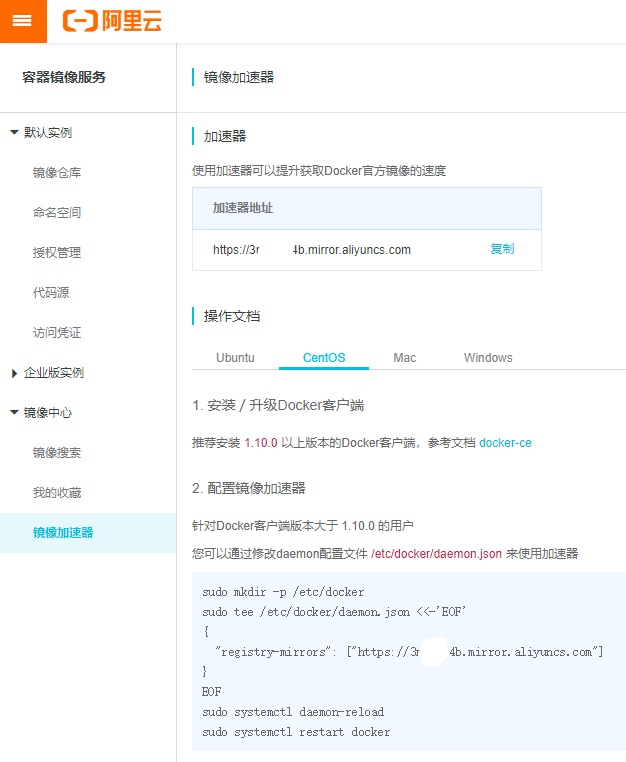 阿里云
容器镜像服务
默认实例
镜像仓库
命名空间
授权管理
代码源
访问凭证
企业版实例
镜像中心
镜像搜索
我的收藏
镜像加速器
镜像加速器
加速器
使用加速器可以提升获取Docker官方镜像的速度
加速器地址
https://3r 4b.mirror.aliyuncs.com 复制
操作文档
Ubuntu CentOS Mac Windows
1. 安装 / 升级Docker客户端
推荐安装 1.10.0 以上版本的Docker客户端，参考文档 docker-ce
2. 配置镜像加速器
针对Docker客户端版本大于 1.10.0 的用户
您可以通过修改daemon配置文件 /etc/docker/daemon.json 来使用加速器
sudo mkdir -p /etc/docker
sudo tee /etc/docker/daemon.json <<-'EOF'
{
"registry-mirrors": ["https://3r 4b.mirror.aliyuncs.com"]
}
EOF
sudo systemctl daemon-reload
sudo systemctl restart docker